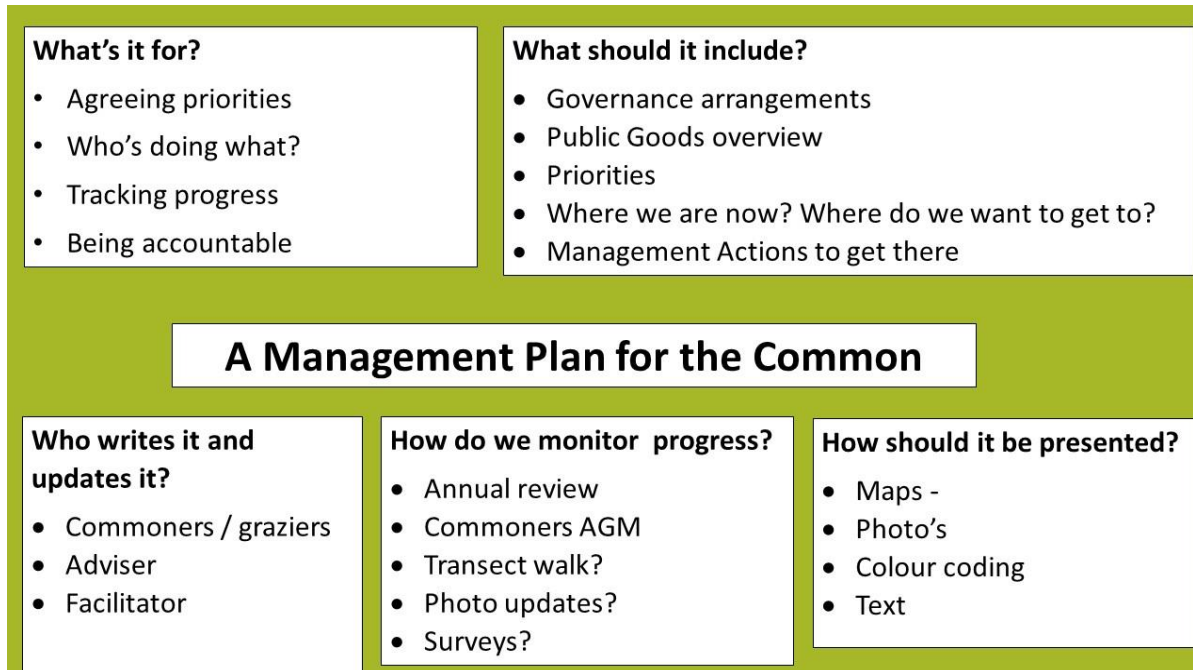 What’s it for?
• Agreeing priorities
• Who’s doing what?
• Tracking progress
• Being accountable
What should it include?
• Governance arrangements
• Public Goods overview
• Priorities
• Where we are now? Where do we want to get to?
• Management Actions to get there
A Management Plan for the Common
Who writes it and
updates it?
• Commoners / graziers
• Adviser
• Facilitator
How do we monitor progress?
• Annual review
• Commoners AGM
• Transect walk?
• Photo updates?
• Surveys?
How should it be presented?
• Maps -
• Photo’s
• Colour coding
• Text